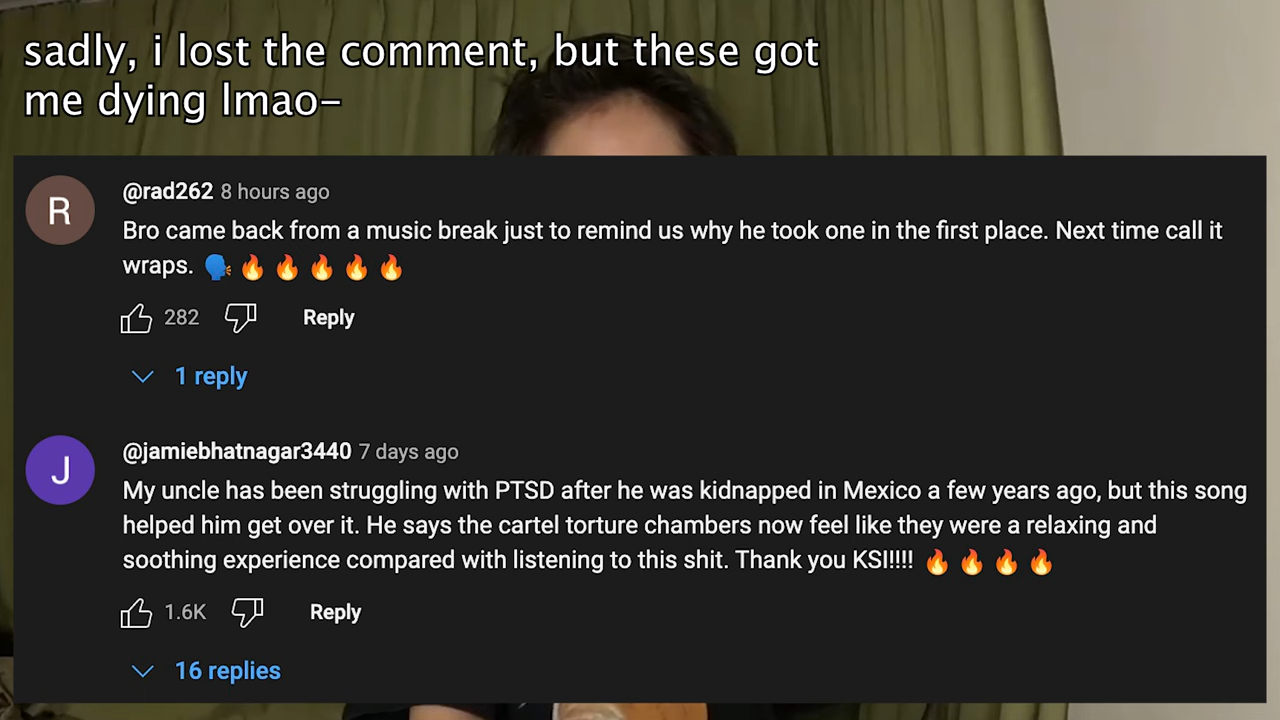 sadly, i lost the comment, but these got
me dying lmao-
R
@rad262 8 hours ago
Bro came back from a music break just to remind us why he took one in the first place. Next time call it
wraps. 🗣️🔥🔥🔥🔥🔥
282 Reply
1 reply
J
@jamiebhatnagar3440 7 days ago
My uncle has been struggling with PTSD after he was kidnapped in Mexico a few years ago, but this song
helped him get over it. He says the cartel torture chambers now feel like they were a relaxing and
soothing experience compared with listening to this shit. Thank you KSI!!!! 🔥🔥🔥🔥
1.6K Reply
16 replies